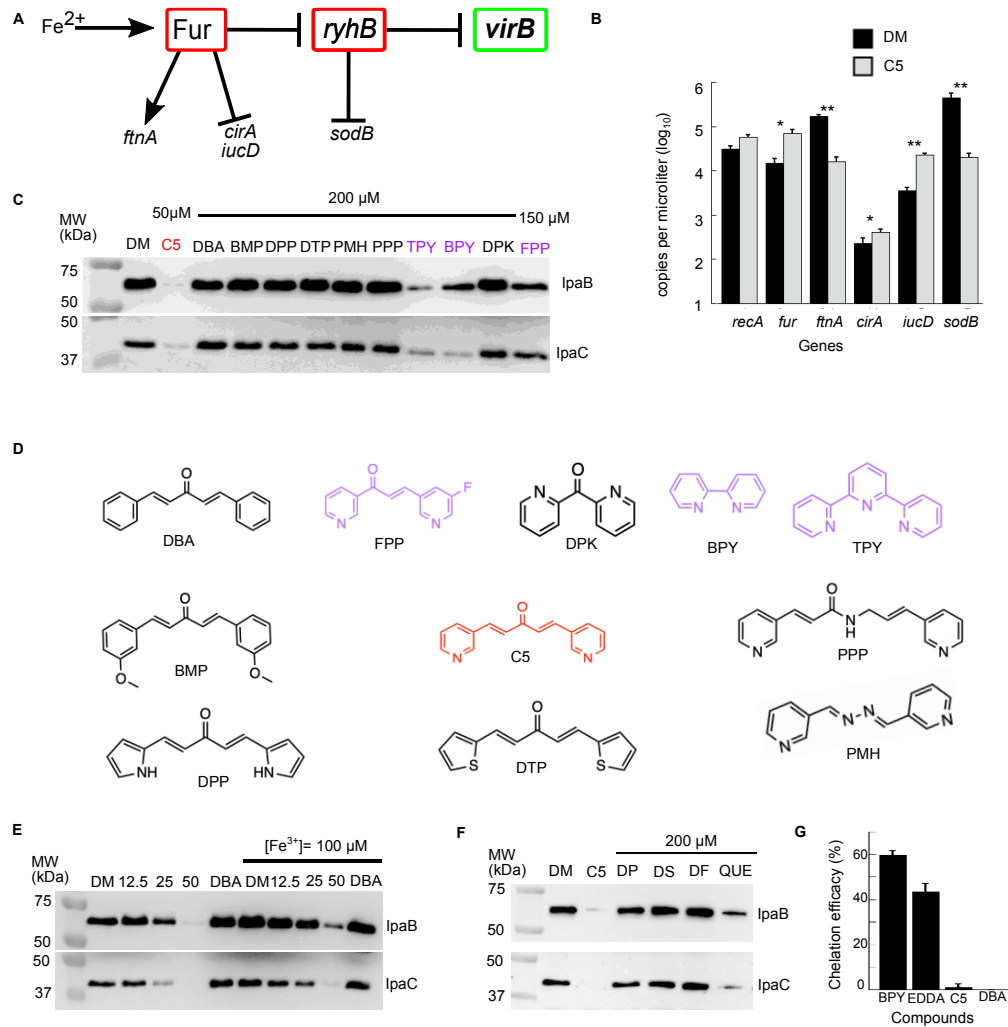 A
Fe2+
Fur
ryhB
virB
ftnA
cirA
iucD
sodB
B
DM
C5
copies per microliter (log10)
6
5
4
3
2
1
* ** * ** **
recA fur ftnA cirA iucD sodB
Genes
C
200 µM
50µM
150 µM
MW
(kDa)
DM C5 DBA BMP DPP DTP PMH PPP TPY BPY DPK FPP
75
50
IpaB
50
37
IpaC
D
O
DBA
O
N
N
F
FPP
O
N
N
DPK
N
N
BPY
N
N
N
TPY
O
O
O
BMP
O
N
N
C5
O
N
H
N
N
PPP
O
NH
HN
DPP
O
S
S
DTP
N
N
N
N
PMH
E
[Fe3+]= 100 µM
MW
(kDa)
DM 12.5 25 50 DBA DM 12.5 25 50 DBA
75
50
IpaB
50
37
IpaC
F
200 µM
MW
(kDa)
DM C5 DP DS DF QUE
75
50
IpaB
50
37
IpaC
G
Chelation efficacy (%)
60
40
20
0
BPY EDDA C5 DBA
Compounds